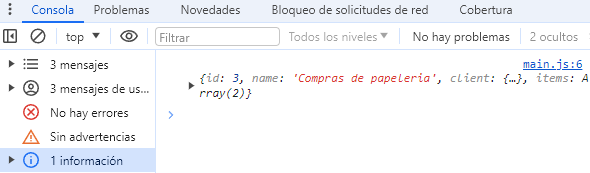 Consola Problemas Novedades Bloqueo de solicitudes de red Cobertura
top Filtrar Todos los niveles No hay problemas 2 ocultos
3 mensajes
3 mensajes de us...
No hay errores
Sin advertencias
1 información
main.js:6
{id: 3, name: 'Compras de papeleria', client: {…}, items: A
rray(2)}